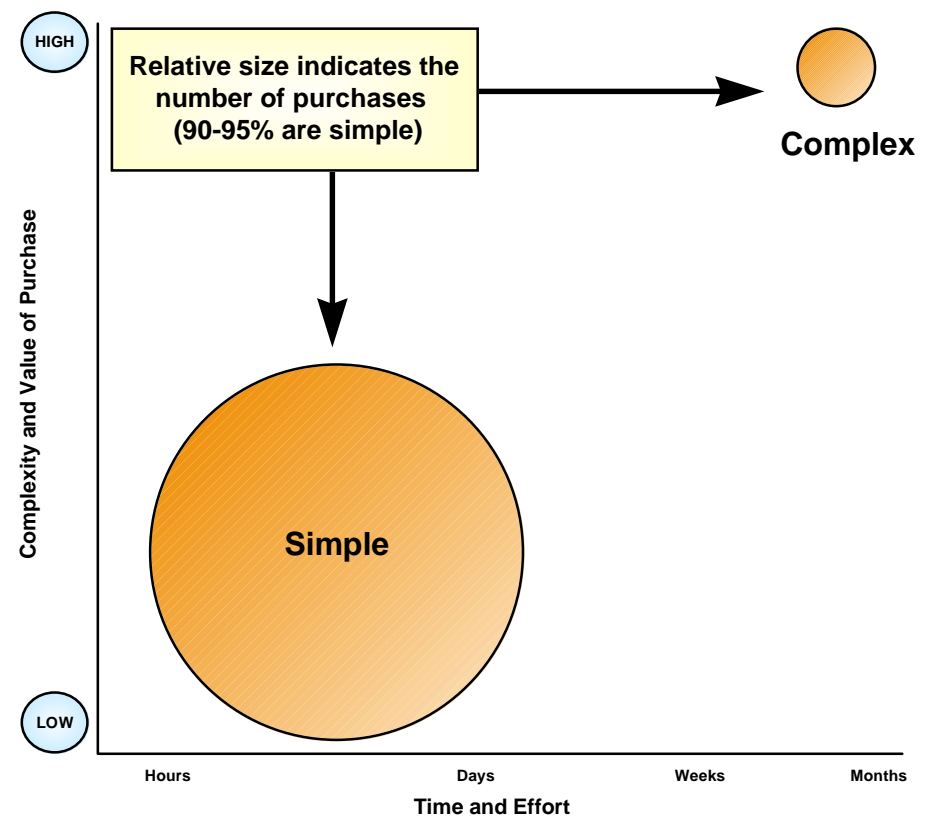 HIGH
Relative size indicates the
number of purchases
(90-95% are simple)
Complex
Complexity and Value of Purchase
Simple
LOW
Hours
Days
Weeks
Months
Time and Effort